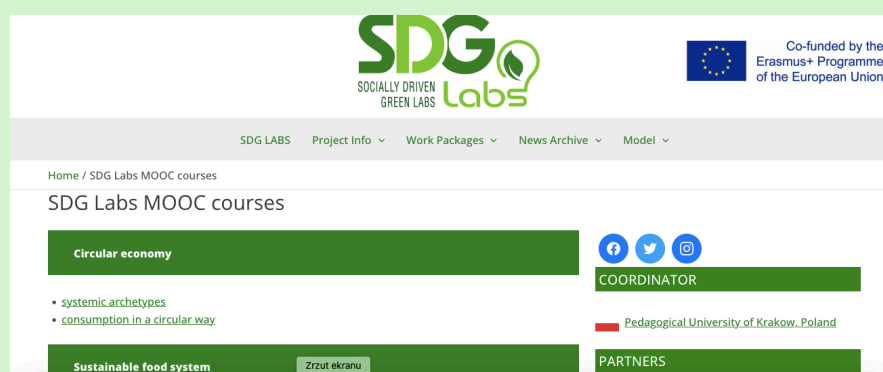 SDG
SOCIALLY DRIVEN
GREEN LABS
Labs
Co-funded by the
Erasmus+ Programme
of the European Union
SDG LABS Project Info Work Packages News Archive Model
Home / SDG Labs MOOC courses
SDG Labs MOOC courses
Circular economy
• systemic archetypes
• consumption in a circular way
Sustainable food system
Zrzut ekranu
COORDINATOR
Pedagogical University of Krakow, Poland
PARTNERS